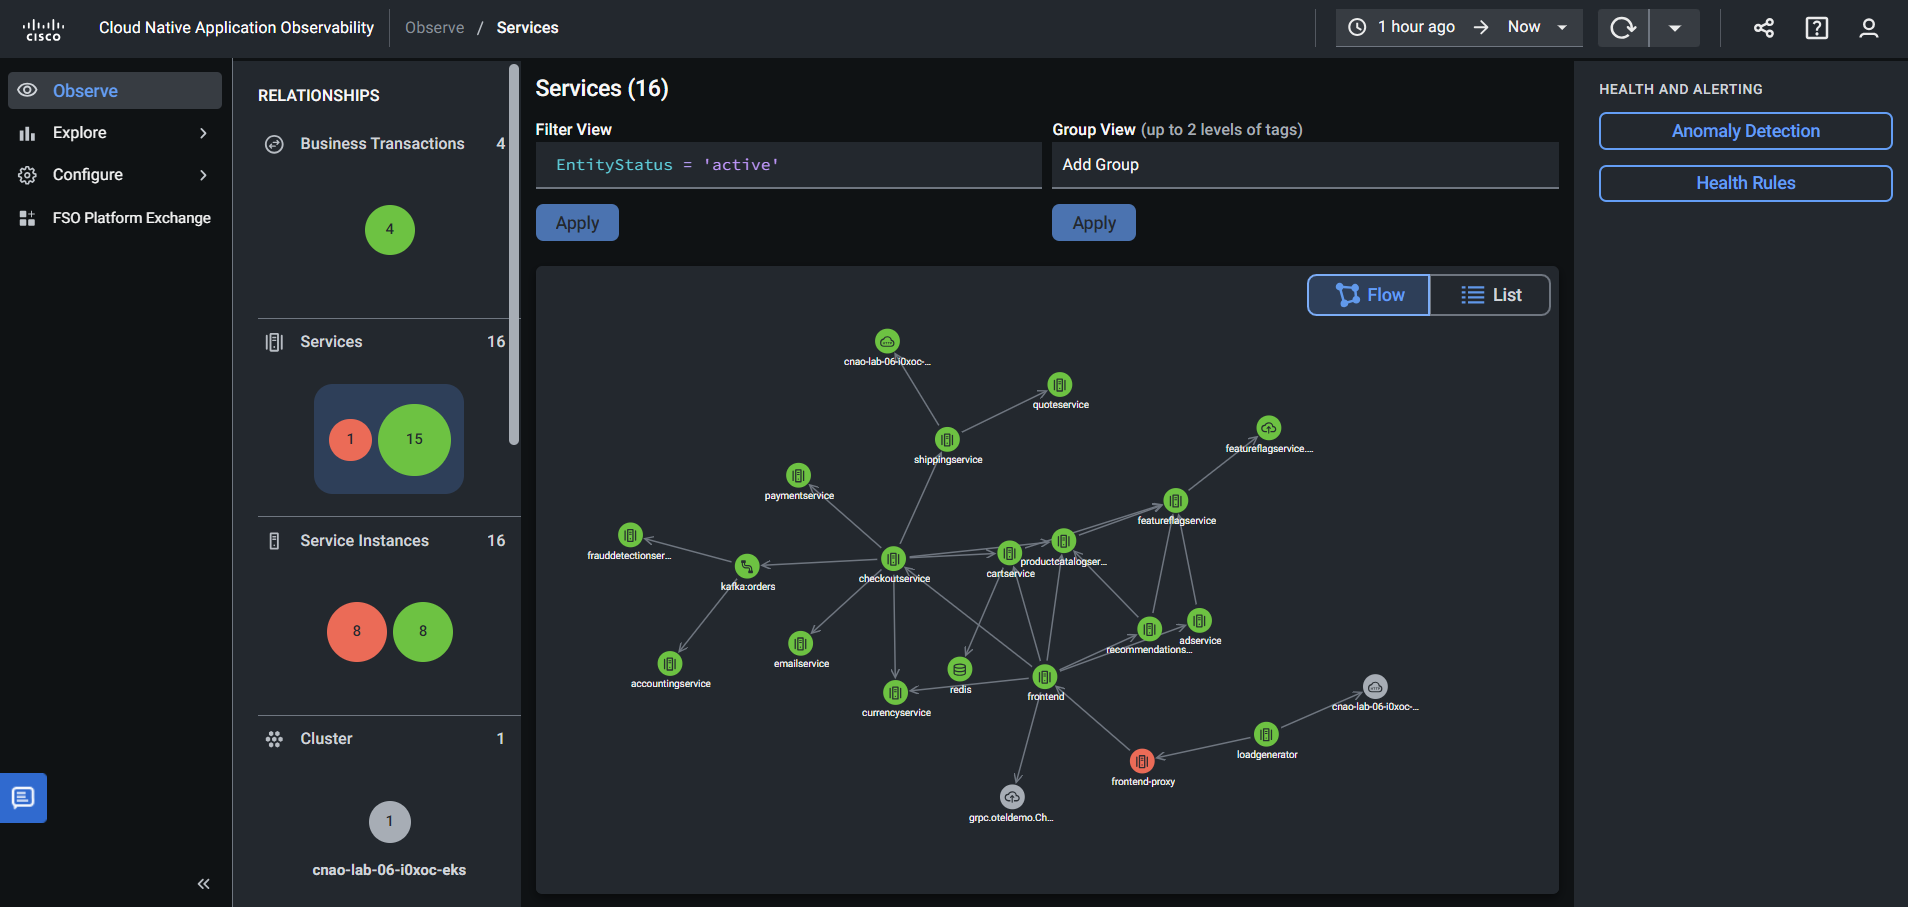 cisco
Cloud Native Application Observability
Observe / Services
1 hour ago → Now
Observe
Explore
Configure
FSO Platform Exchange
RELATIONSHIPS
Business Transactions 4
4
Services 16
1 15
Service Instances 16
8 8
Cluster 1
1
cnao-lab-06-i0xoc-eks
Services (16)
Filter View
EntityStatus = 'active'
Apply
Group View (up to 2 levels of tags)
Add Group
Apply
Flow
List
cnao-lab-06-i0xoc-...
quoteservice
featureflagservice....
shippingservice
paymentservice
featureflagservice
frauddetectionser...
productcatalogser...
cartservice
checkoutservice
kafka:orders
adservice
recommendations...
emailservice
accountingservice
redis
frontend
currencyservice
cnao-lab-06-i0xoc-...
loadgenerator
frontend-proxy
grpc.oteldemo.Ch...
HEALTH AND ALERTING
Anomaly Detection
Health Rules